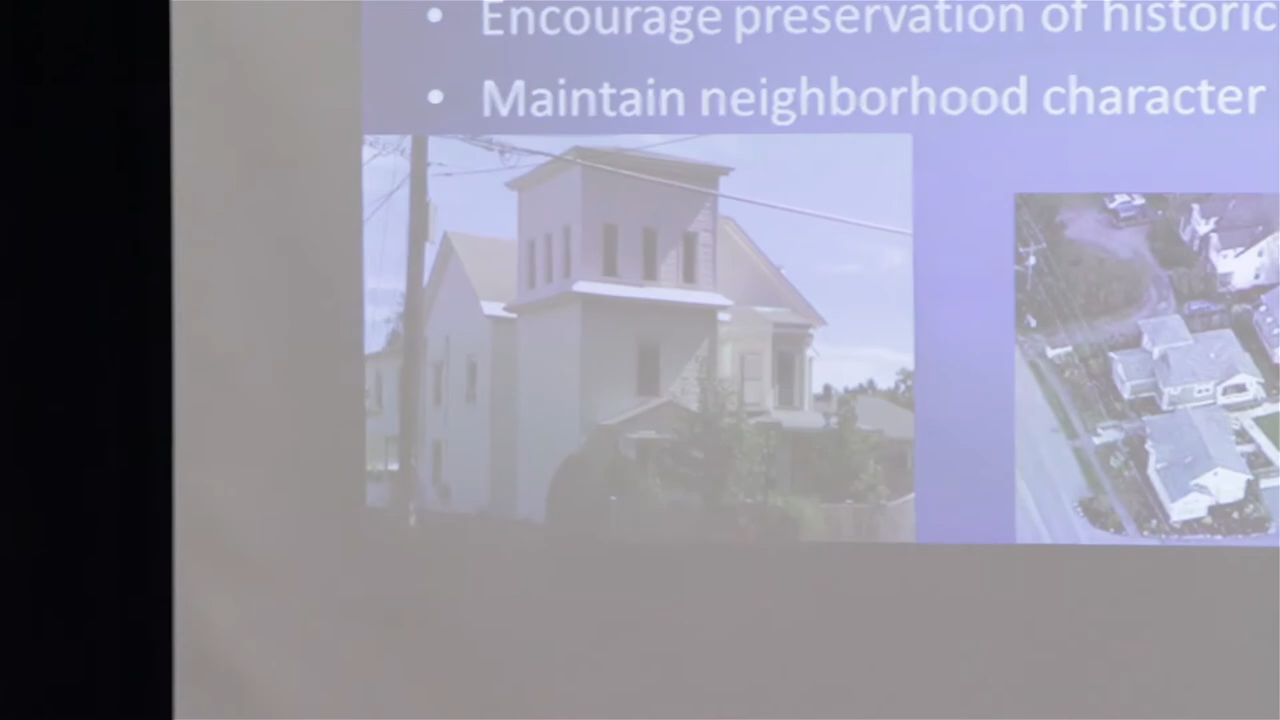 • Encourage preservation of historic
• Maintain neighborhood character